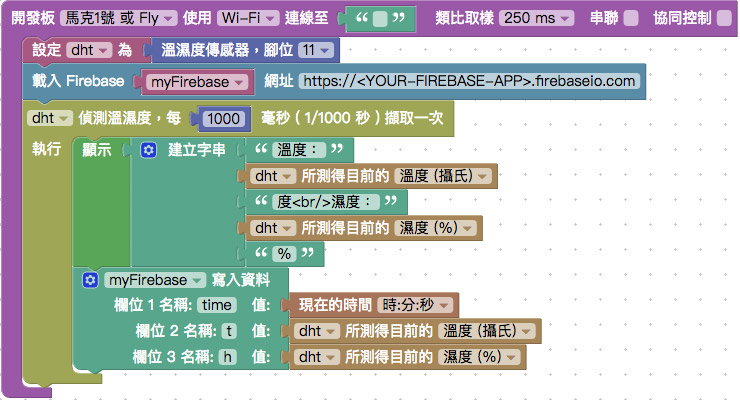 開發板 馬克1號 或 Fly 使用 Wi-Fi 連線至 “ ” 類比取樣 250 ms 串聯 協同控制
設定 dht 為 溫濕度傳感器，腳位 11
載入 Firebase myFirebase 網址 https://<YOUR-FIREBASE-APP>.firebaseio.com
dht 偵測溫濕度，每 1000 毫秒 ( 1/1000 秒 ) 擷取一次
執行 顯示 建立字串 “ 溫度： ”
dht 所測得目前的 溫度 (攝氏)
“ 度<br/>濕度： ”
dht 所測得目前的 濕度 (%)
“ % ”
myFirebase 寫入資料
欄位 1 名稱: time 值: 現在的時間 時:分:秒
欄位 2 名稱: t 值: dht 所測得目前的 溫度 (攝氏)
欄位 3 名稱: h 值: dht 所測得目前的 濕度 (%)